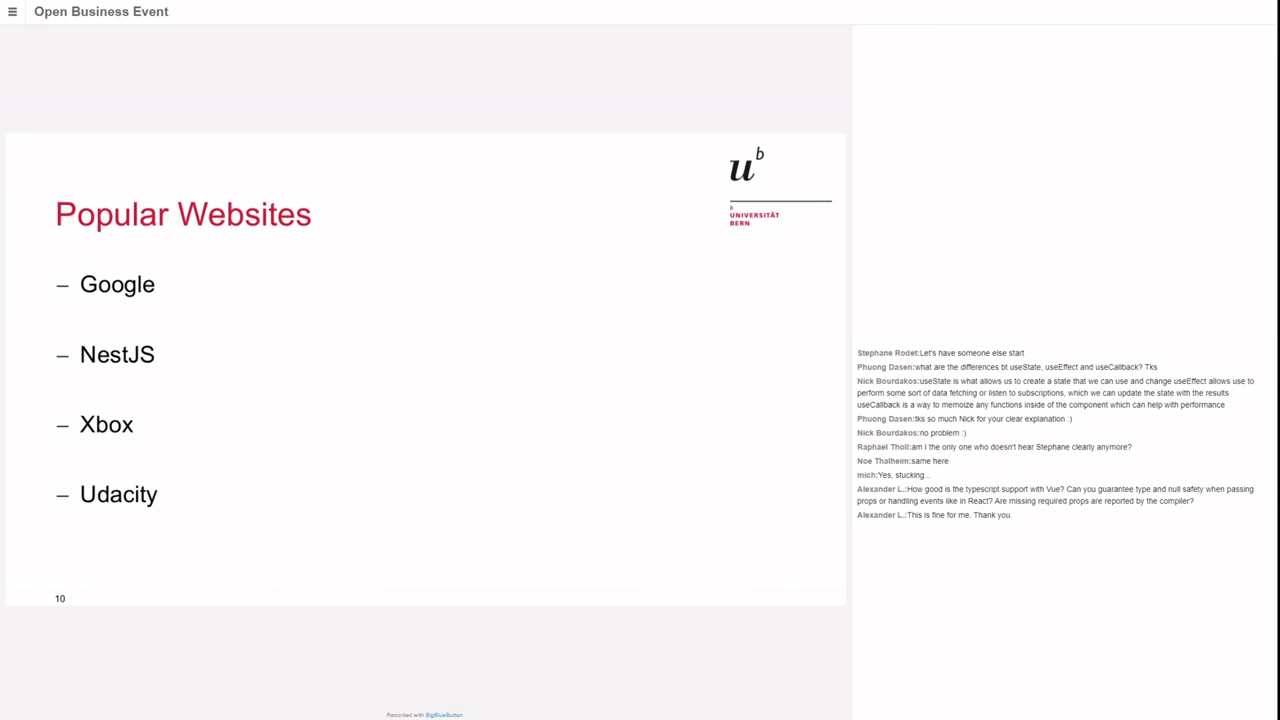 Open Business Event
u b
b
UNIVERSITÄT
BERN
Popular Websites
– Google
– NestJS
– Xbox
– Udacity
10
Stephane Rodet:Let's have someone else start
Phuong Dasen:what are the differences bt useState, useEffect and useCallback? Tks
Nick Bourdakos:useState is what allows us to create a state that we can use and change useEffect allows use to
perform some sort of data fetching or listen to subscriptions, which we can update the state with the results
useCallback is a way to memoize any functions inside of the component which can help with performance
Phuong Dasen:tks so much Nick for your clear explanation :)
Nick Bourdakos:no problem :)
Raphael Tholl:am I the only one who doesn't hear Stephane clearly anymore?
Noe Thalheim:same here
mich:Yes, stucking...
Alexander L.:How good is the typescript support with Vue? Can you guarantee type and null safety when passing
props or handling events like in React? Are missing required props are reported by the compiler?
Alexander L.:This is fine for me. Thank you.
Recorded with BigBlueButton.